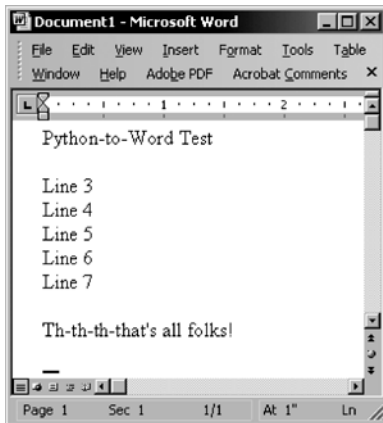 Document1 - Microsoft Word
File Edit View Insert Format Tools Table
Window Help Adobe PDF Acrobat Comments
1 2
Python-to-Word Test
Line 3
Line 4
Line 5
Line 6
Line 7
Th-th-th-that's all folks!
Page 1 Sec 1 1/1 At 1" Ln